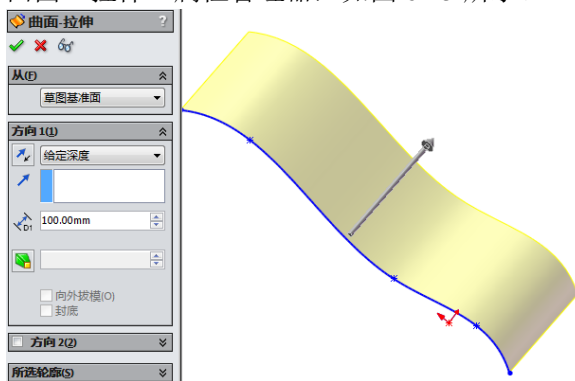 曲面-拉伸
?
从(F)
草图基准面
方向 1(1)
给定深度
D1
100.00mm
向外拔模(O)
封底
方向 2(2)
所选轮廓(S)